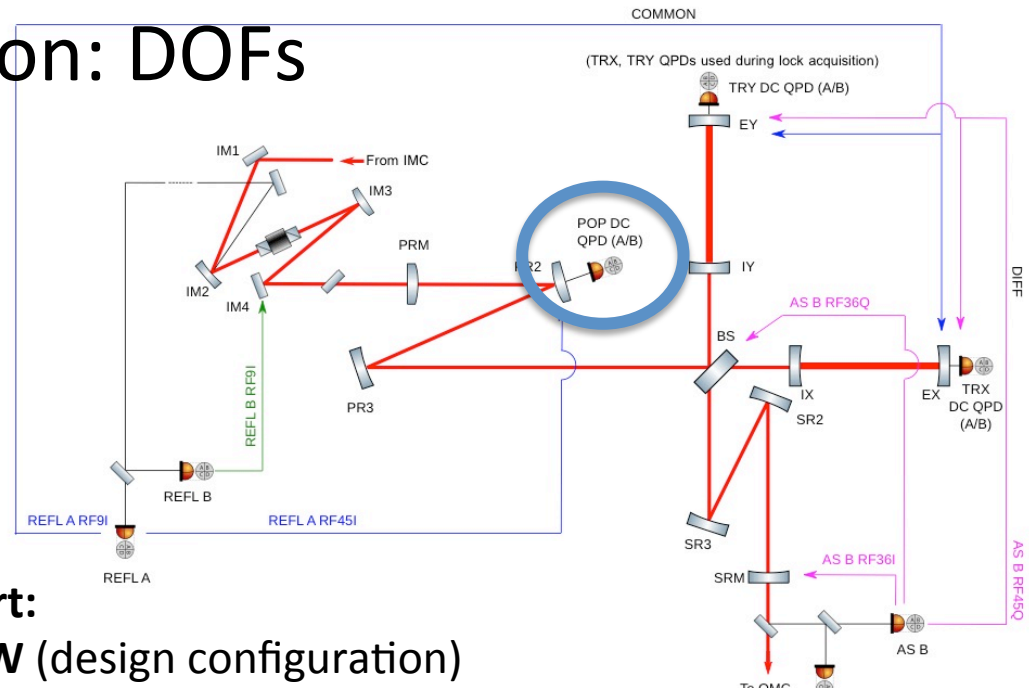 COMMON
on: DOFs
(TRX, TRY QPDs used during lock acquisition)
TRY DC QPD (A/B)
EY
IM1
From IMC
IM3
POP DC
QPD (A/B)
PRM
IY
IM2
IM4
DIFF
AS B RF36Q
BS
REFL B RF9I
PR3
IX
EX
TRX
DC QPD
(A/B)
SR2
REFL B
REFL A RF9I
REFL A RF45I
SR3
AS B RF36I
AS B RF45Q
REFL A
SRM
rt:
W (design configuration)
AS B